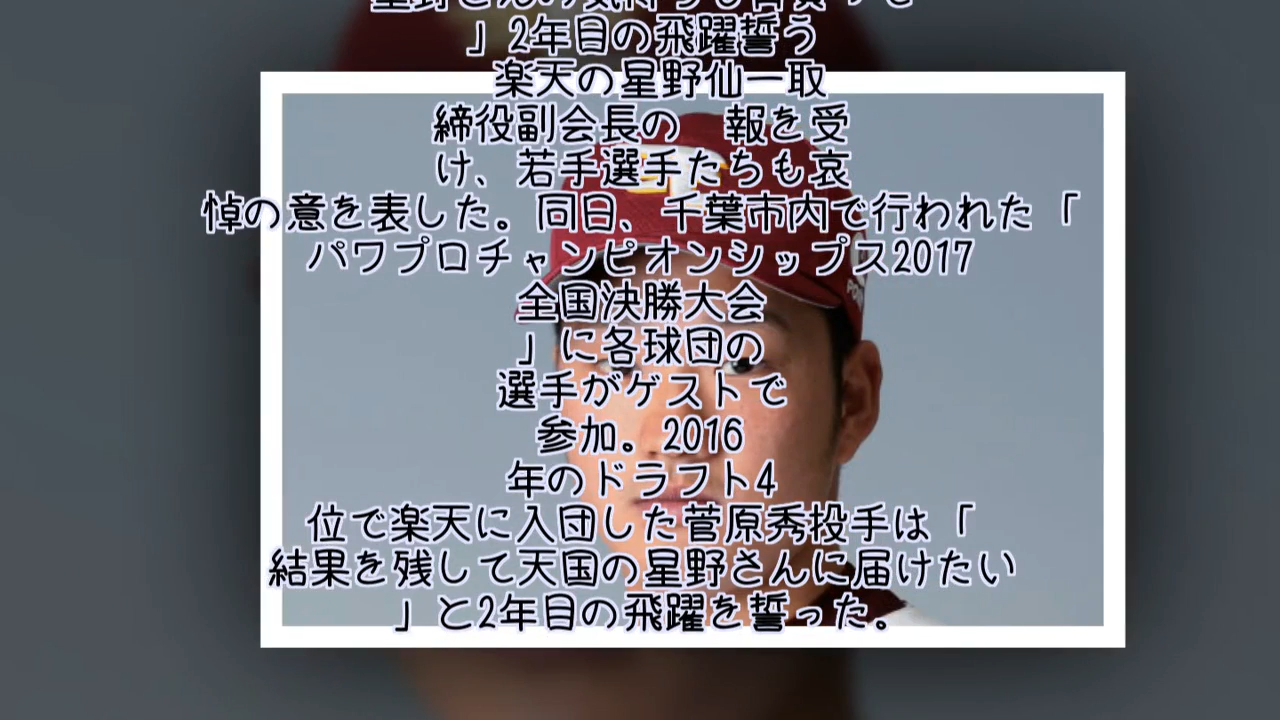 」2年目の飛躍誓う
楽天の星野仙一取
締役副会長の　報を受
け、若手選手たちも哀
悼の意を表した。同日、千葉市内で行われた「
パワプロチャンピオンシップス2017
全国決勝大会
」に各球団の
選手がゲストで
参加。2016
年のドラフト4
位で楽天に入団した菅原秀投手は「
結果を残して天国の星野さんに届けたい
」と2年目の飛躍を誓った。